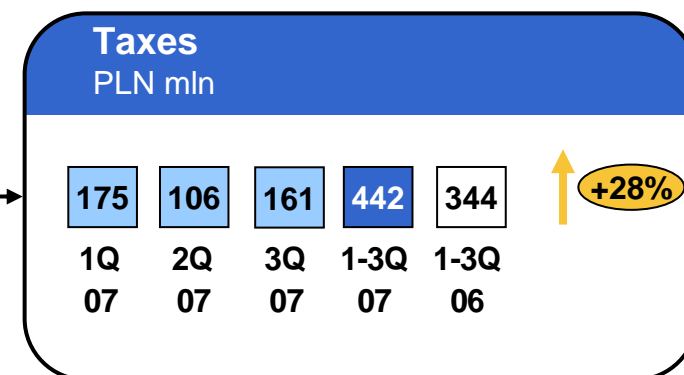 Taxes
PLN mln
175 106 161 442 344 +28%
1Q 2Q 3Q 1-3Q 1-3Q
07 07 07 07 06